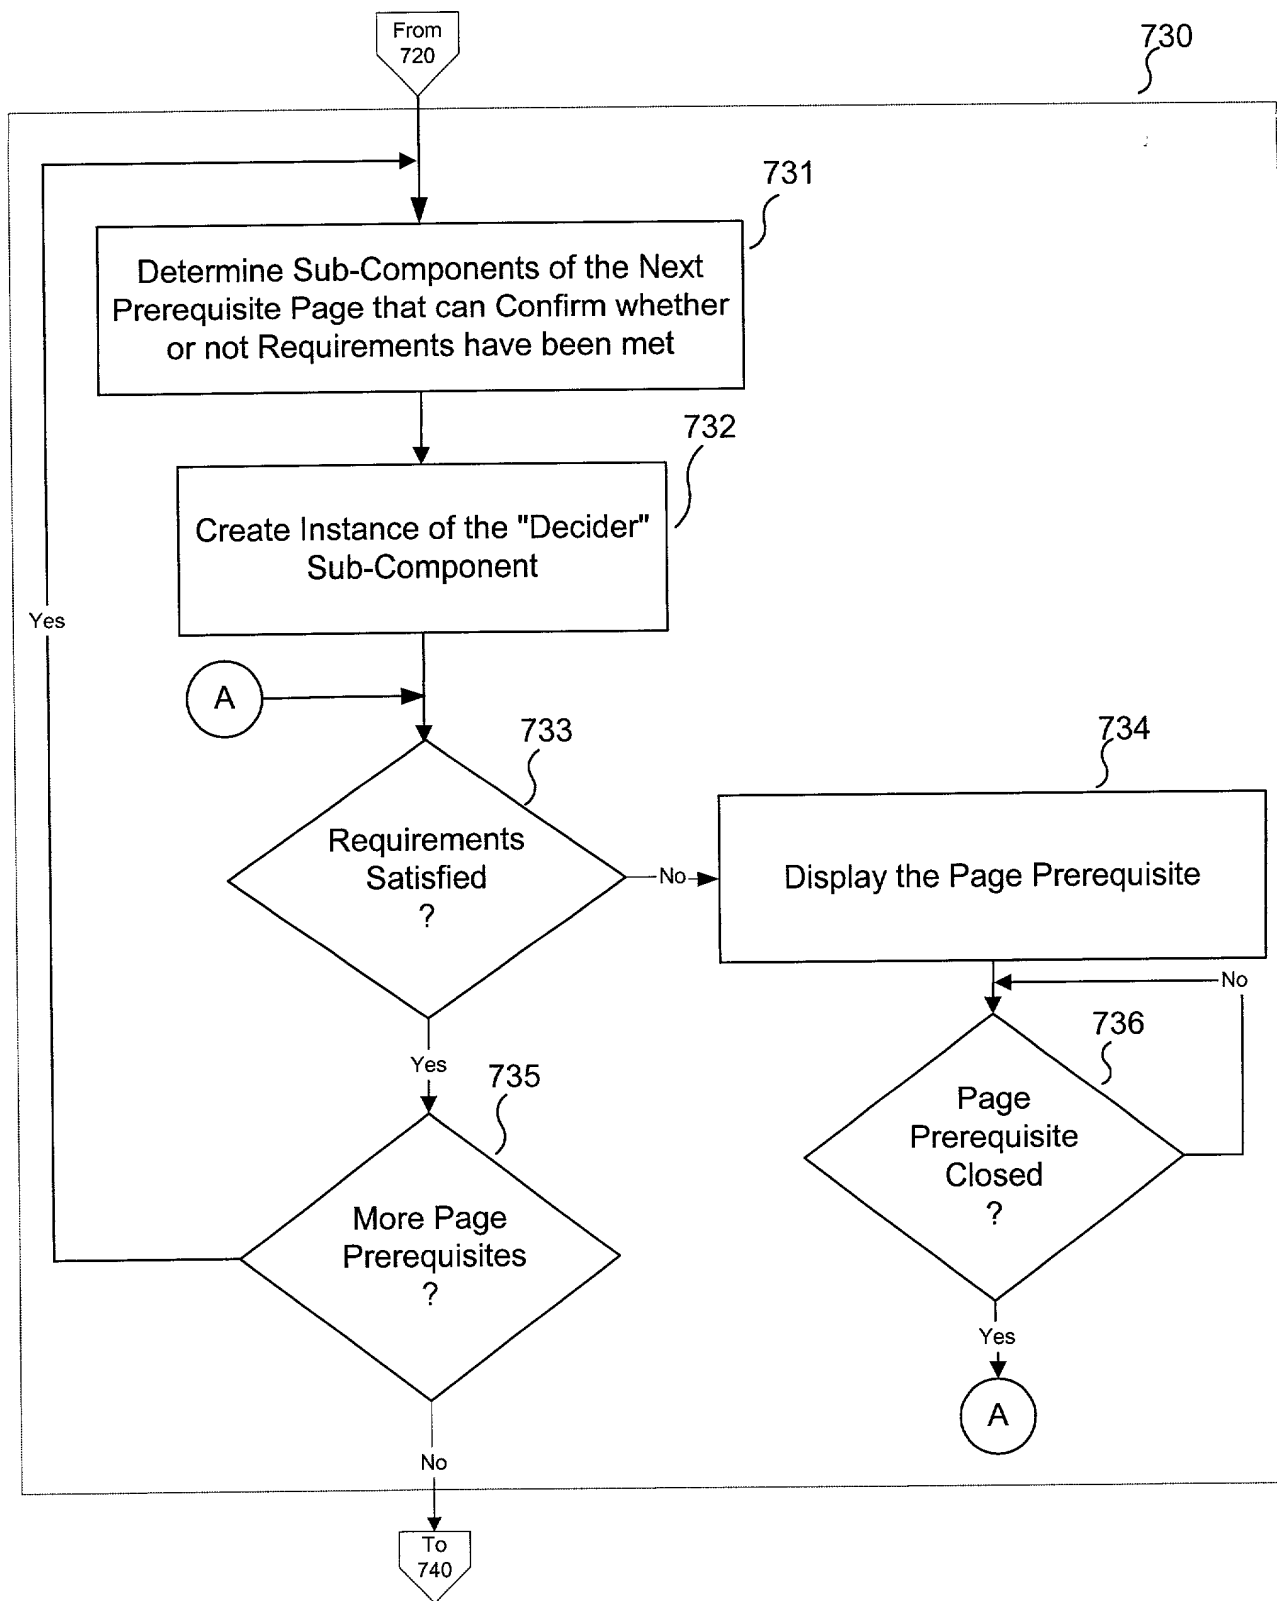 From
720
730
731
Determine Sub-Components of the Next
Prerequisite Page that can Confirm whether
or not Requirements have been met
732
Create Instance of the "Decider"
Sub-Component
Yes
A
733
Requirements
Satisfied
?
No
734
Display the Page Prerequisite
No
736
Page
Prerequisite
Closed
?
Yes
A
Yes
735
More Page
Prerequisites
?
No
To
740